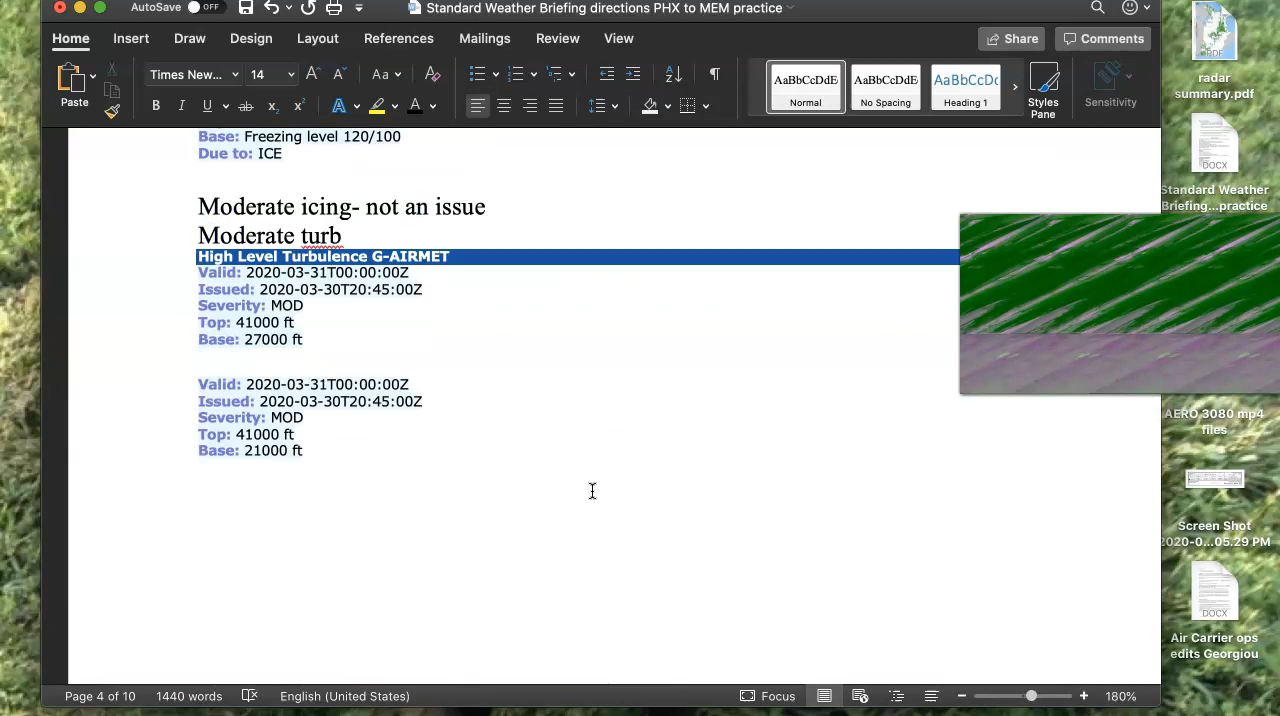 AutoSave OFF
Standard Weather Briefing directions PHX to MEM practice
Home Insert Draw Design Layout References Mailings Review View Share Comments
Paste
Times New... 14
Aa
B I U ab x x A A
AaBbCcDdE AaBbCcDdE AaBbCcDc
Normal No Spacing Heading 1
Styles Pane
Sensitivity
Base: Freezing level 120/100
Due to: ICE
Moderate icing- not an issue
Moderate turb
High Level Turbulence G-AIRMET
Valid: 2020-03-31T00:00:00Z
Issued: 2020-03-30T20:45:00Z
Severity: MOD
Top: 41000 ft
Base: 27000 ft
Valid: 2020-03-31T00:00:00Z
Issued: 2020-03-30T20:45:00Z
Severity: MOD
Top: 41000 ft
Base: 21000 ft
Page 4 of 10 1440 words English (United States) Focus 180%
PDF
radar
summary.pdf
DOCX
Standard Weather
Briefing...practice
AERO 3080 mp4
files
Screen Shot
2020-0...05.29 PM
DOCX
Air Carrier ops
edits Georgiou